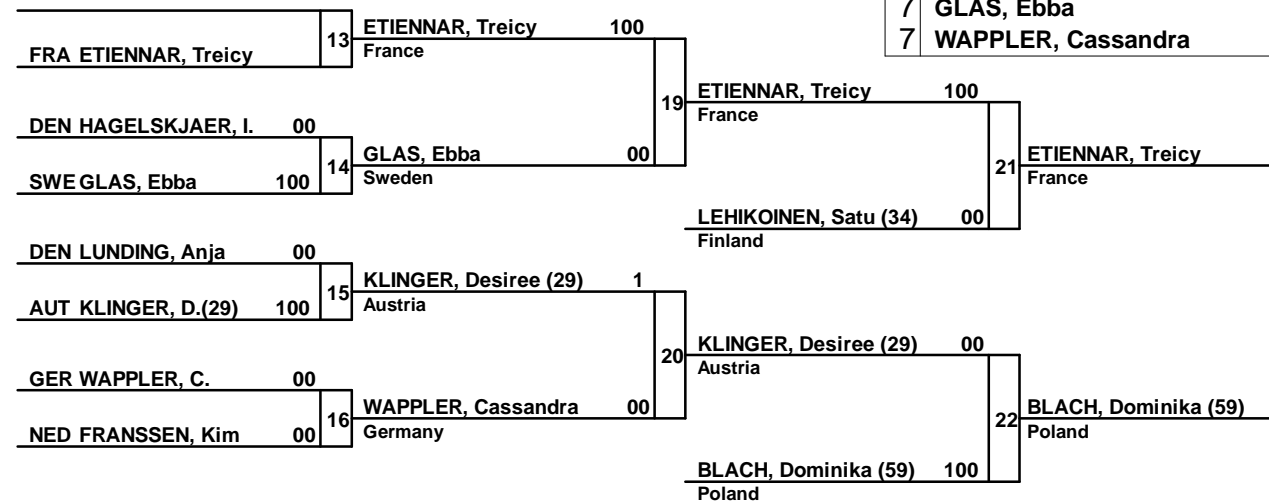 7 GLAS, Ebba
7 WAPPLER, Cassandra
FRA ETIENNAR, Treicy
13
ETIENNAR, Treicy 100
France
DEN HAGELSKJAER, I. 00
SWE GLAS, Ebba 100
14
GLAS, Ebba 00
Sweden
19
ETIENNAR, Treicy 100
France
LEHIKOINEN, Satu (34) 00
Finland
21
ETIENNAR, Treicy
France
DEN LUNDING, Anja 00
AUT KLINGER, D.(29) 100
15
KLINGER, Desiree (29) 1
Austria
GER WAPPLER, C. 00
NED FRANSSEN, Kim 00
16
WAPPLER, Cassandra 00
Germany
20
KLINGER, Desiree (29) 00
Austria
BLACH, Dominika (59) 100
Poland
22
BLACH, Dominika (59)
Poland